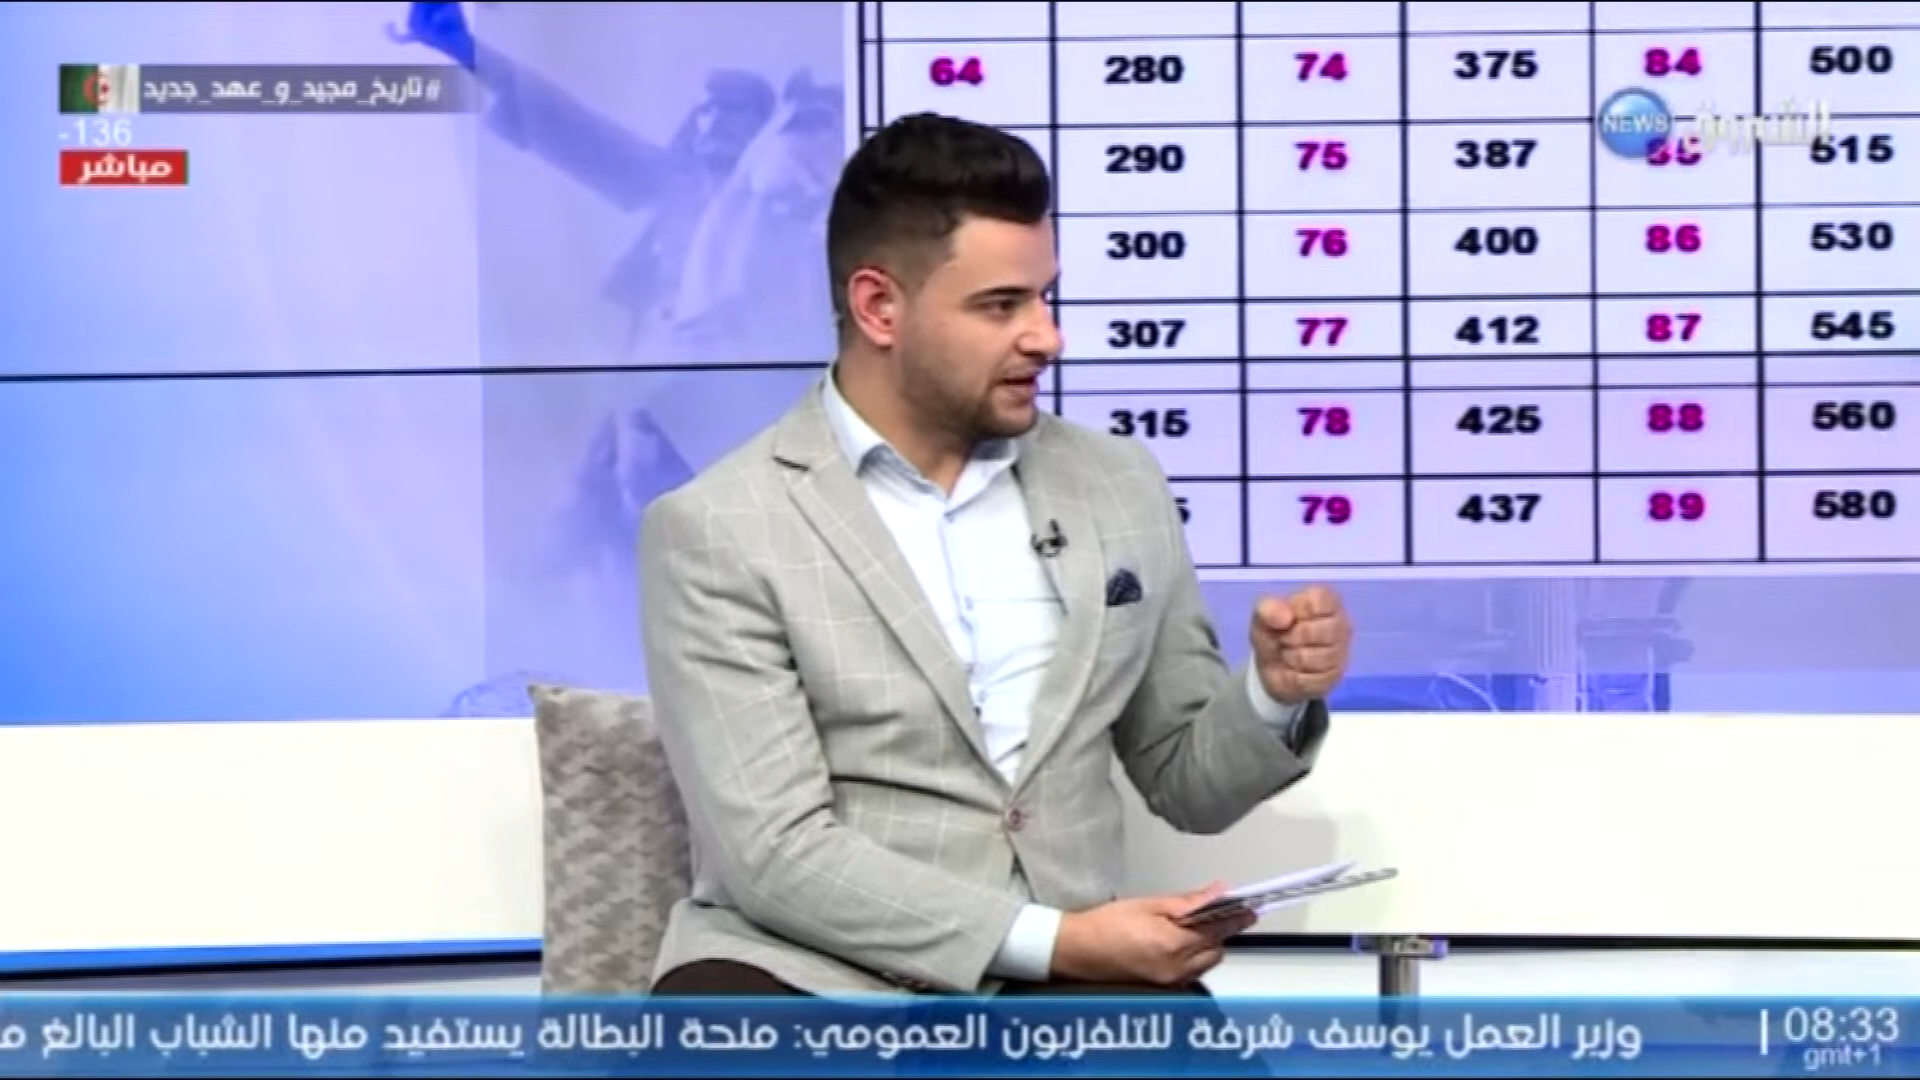 #تاريخ_مجيد_و_عهد_جديد
-136
مباشر
64 280 74 375 84 500
NEWS الشروق
290 75 387 85 515
300 76 400 86 530
307 77 412 87 545
315 78 425 88 560
79 437 89 580
وزير العمل يوسف شرفة للتلفزيون العمومي: منحة البطالة يستفيد منها الشباب البالغ
08:33
gmt+1